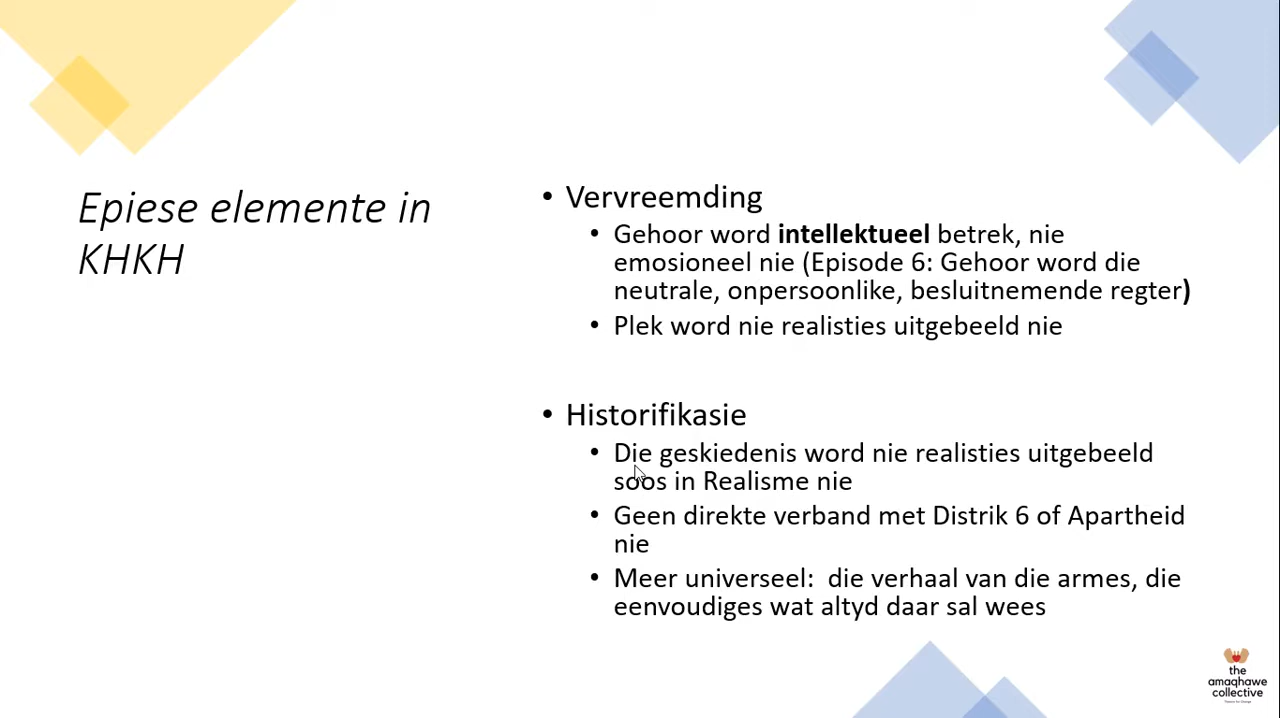 Epiese elemente in
KHKH
• Vervreemding
• Gehoor word intellektueel betrek, nie
emosioneel nie (Episode 6: Gehoor word die
neutrale, onpersoonlike, besluitnemende regter)
• Plek word nie realisties uitgebeeld nie
• Historifikasie
• Die geskiedenis word nie realisties uitgebeeld
soos in Realisme nie
• Geen direkte verband met Distrik 6 of Apartheid
nie
• Meer universeel:  die verhaal van die armes, die
eenvoudiges wat altyd daar sal wees
the
amaqhawe
collective